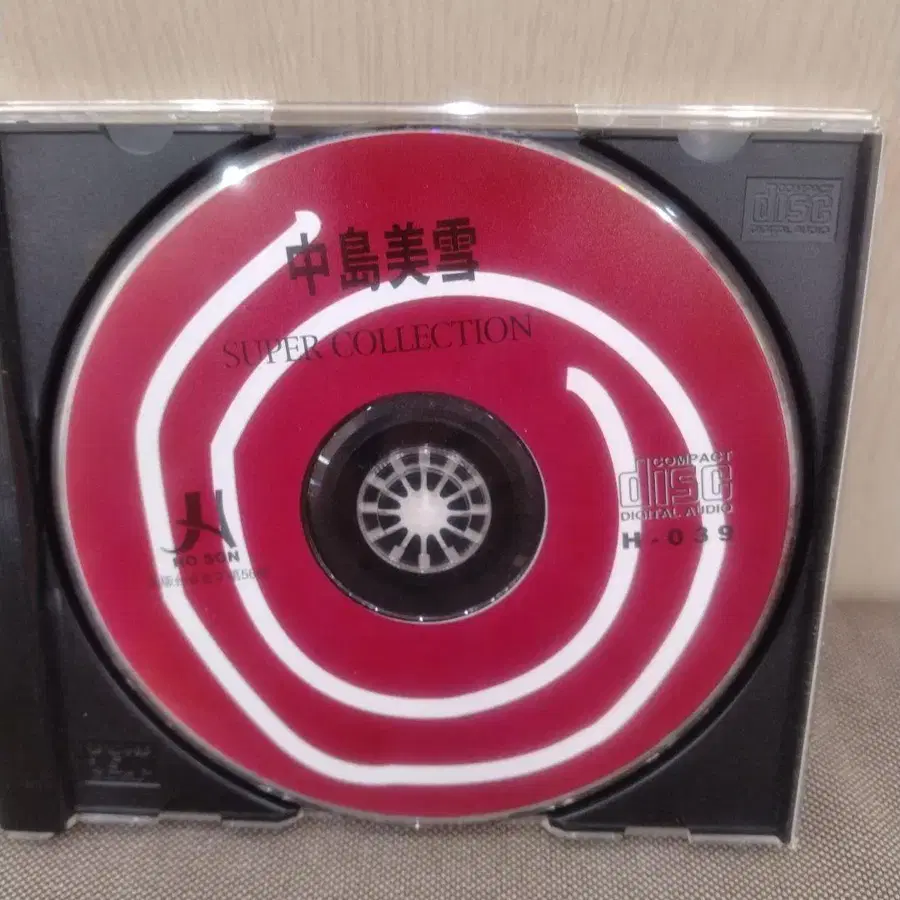 中島美雪
SUPER COLLECTION
COMPACT
disc
DIGITAL AUDIO
COMPACT
disc
DIGITAL AUDIO
H-039
HO SON